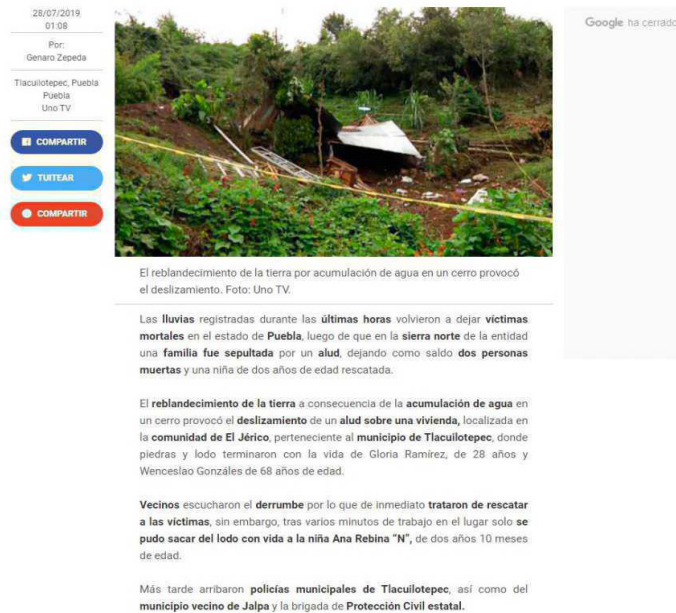 28/07/2019
01:08
Por:
Genaro Zepeda
Tlacuilotepec, Puebla
Puebla
Uno TV
COMPARTIR
TUITEAR
COMPARTIR
Google ha cerrado
El reblandecimiento de la tierra por acumulación de agua en un cerro provocó
el deslizamiento. Foto: Uno TV.
Las lluvias registradas durante las últimas horas volvieron a dejar víctimas
mortales en el estado de Puebla, luego de que en la sierra norte de la entidad
una familia fue sepultada por un alud, dejando como saldo dos personas
muertas y una niña de dos años de edad rescatada.
El reblandecimiento de la tierra a consecuencia de la acumulación de agua en
un cerro provocó el deslizamiento de un alud sobre una vivienda, localizada en
la comunidad de El Jérico, perteneciente al municipio de Tlacuilotepec, donde
piedras y lodo terminaron con la vida de Gloria Ramírez, de 28 años y
Wenceslao Gonzáles de 68 años de edad.
Vecinos escucharon el derrumbe por lo que de inmediato trataron de rescatar
a las víctimas, sin embargo, tras varios minutos de trabajo en el lugar solo se
pudo sacar del lodo con vida a la niña Ana Rebina "N", de dos años 10 meses
de edad.
Más tarde arribaron policías municipales de Tlacuilotepec, así como del
municipio vecino de Jalpa y la brigada de Protección Civil estatal.